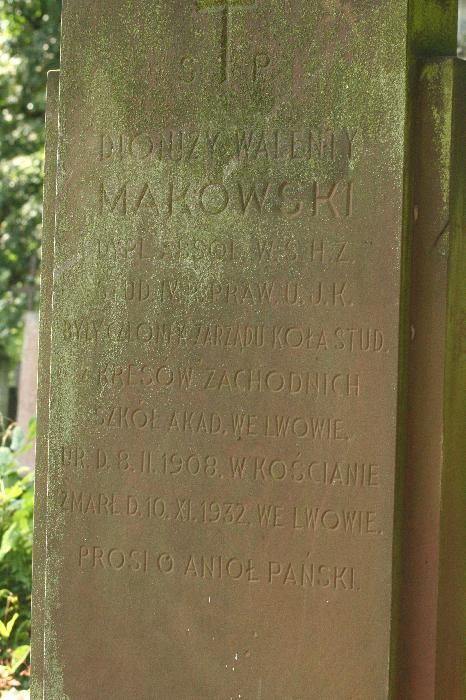 Ś P
DIONIZY WALENTY
MAKOWSKI
DYPL. ABSOL. W.S.H.Z.
STUD. IV R. PRAW. U.J.K.
BYŁY CZŁONEK ZARZĄDU KOŁA STUD.
Z KRESÓW ZACHODNICH
SZKÓŁ AKAD. WE LWOWIE.
UR. D. 8. II. 1908. W KOŚCIANIE
ZMARŁ D. 10. XI. 1932. WE LWOWIE.
PROSI O ANIOŁ PAŃSKI.